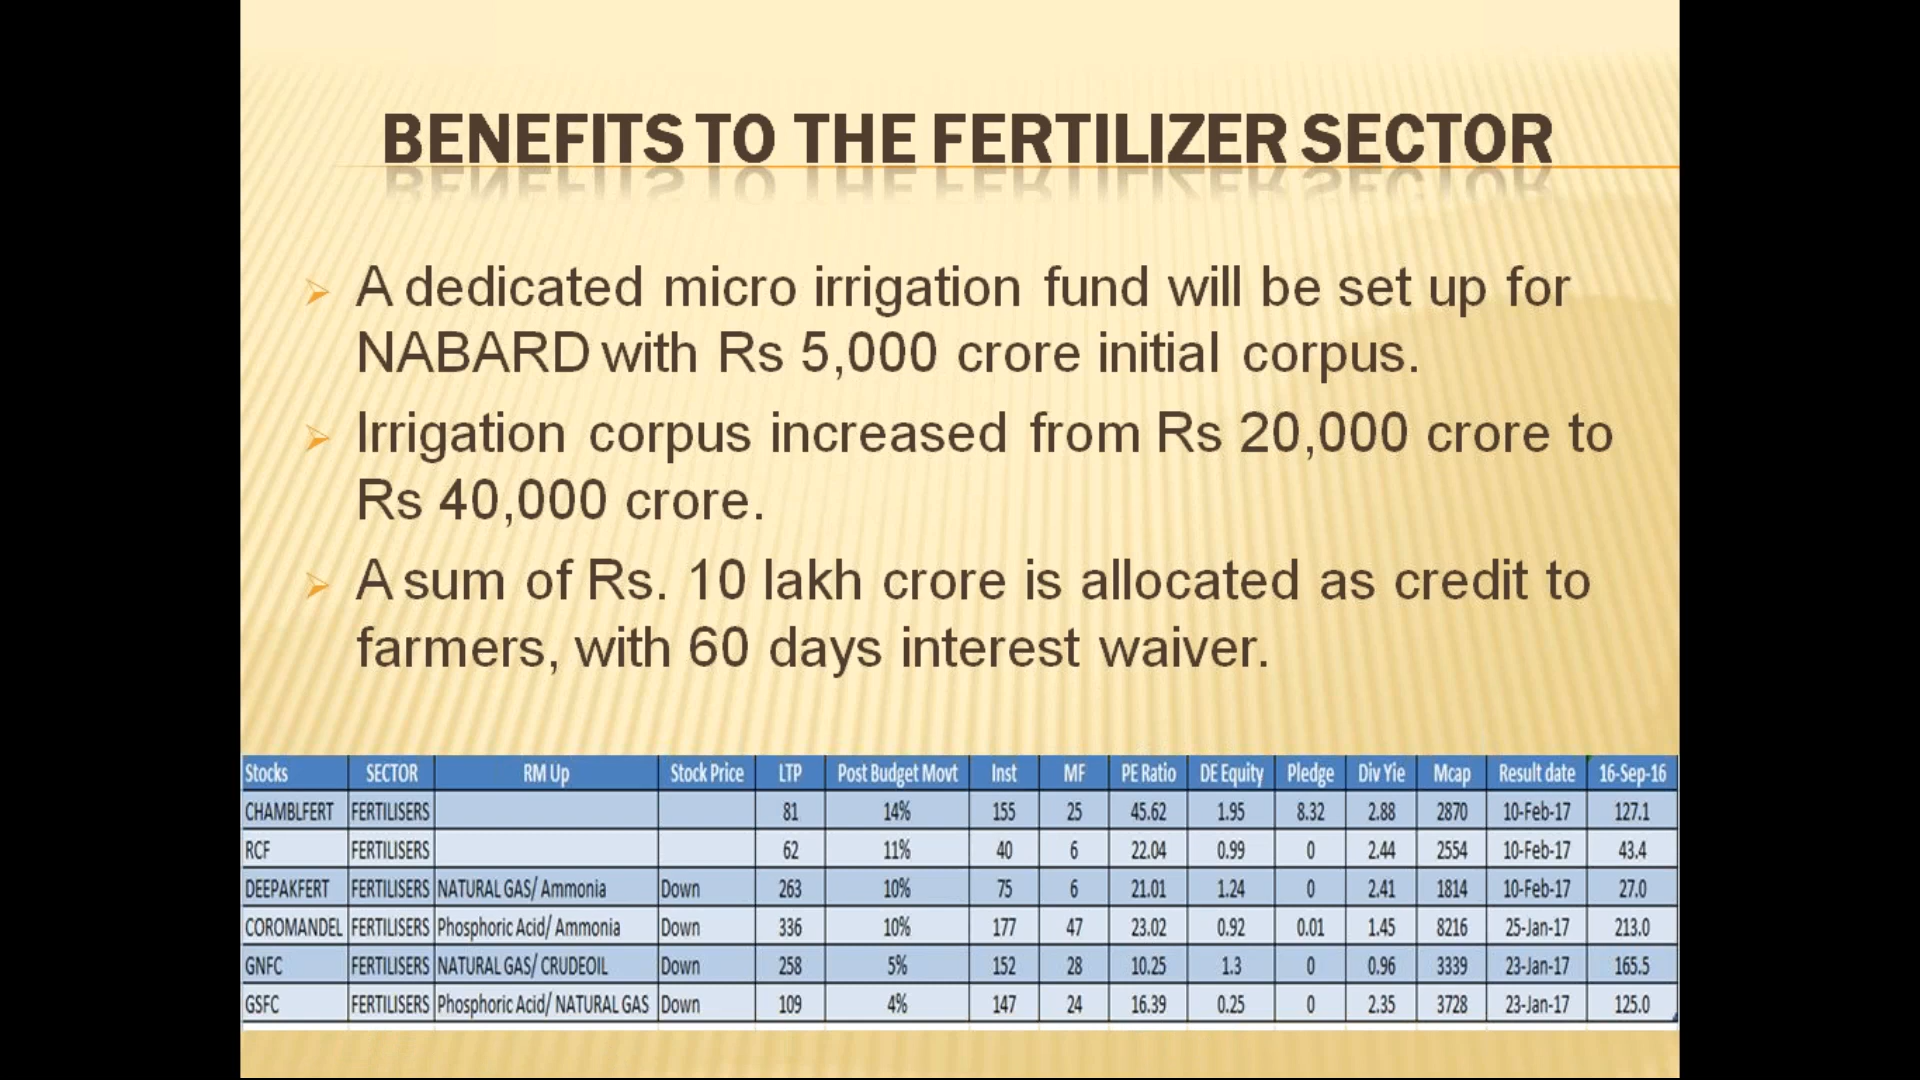 BENEFITS TO THE FERTILIZER SECTOR
A dedicated micro irrigation fund will be set up for
NABARD with Rs 5,000 crore initial corpus.
Irrigation corpus increased from Rs 20,000 crore to
Rs 40,000 crore.
A sum of Rs. 10 lakh crore is allocated as credit to
farmers, with 60 days interest waiver.
Stocks SECTOR RM Up Stock Price LTP Post Budget Movt Inst MF PE Ratio DE Equity Pledge Div Yie Mcap Result date 16-Sep-16
CHAMBLFERT FERTILISERS 81 14% 155 25 45.62 1.95 8.32 2.88 2870 10-Feb-17 127.1
RCF FERTILISERS 62 11% 40 6 22.04 0.99 0 2.44 2554 10-Feb-17 43.4
DEEPAKFERT FERTILISERS NATURAL GAS/ Ammonia Down 263 10% 75 6 21.01 1.24 0 2.41 1814 10-Feb-17 27.0
COROMANDEL FERTILISERS Phosphoric Acid/ Ammonia Down 336 10% 177 47 23.02 0.92 0.01 1.45 8216 25-Jan-17 213.0
GNFC FERTILISERS NATURAL GAS/ CRUDEOIL Down 258 5% 152 28 10.25 1.3 0 0.96 3339 23-Jan-17 165.5
GSFC FERTILISERS Phosphoric Acid/ NATURAL GAS Down 109 4% 147 24 16.39 0.25 0 2.35 3728 23-Jan-17 125.0